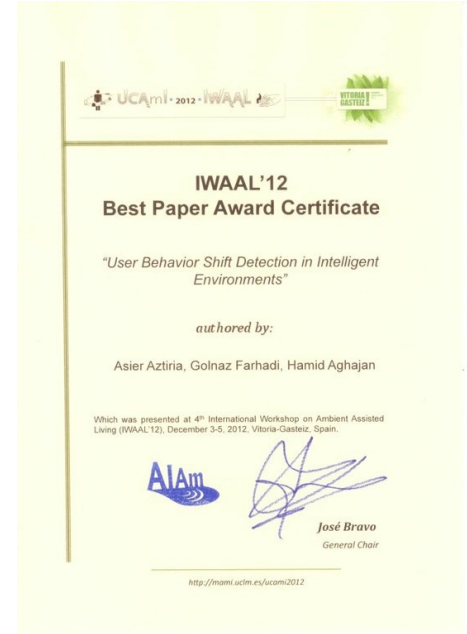 UCAmI • 2012 • IWAAL
VITORIA
GASTEIZ
IWAAL'12
Best Paper Award Certificate
"User Behavior Shift Detection in Intelligent
Environments"
authored by:
Asier Aztiria, Golnaz Farhadi, Hamid Aghajan
Which was presented at 4th International Workshop on Ambient Assisted
Living (IWAAL'12), December 3-5, 2012, Vitoria-Gasteiz, Spain.
AIAm
José Bravo
General Chair
http://mami.uclm.es/ucami2012